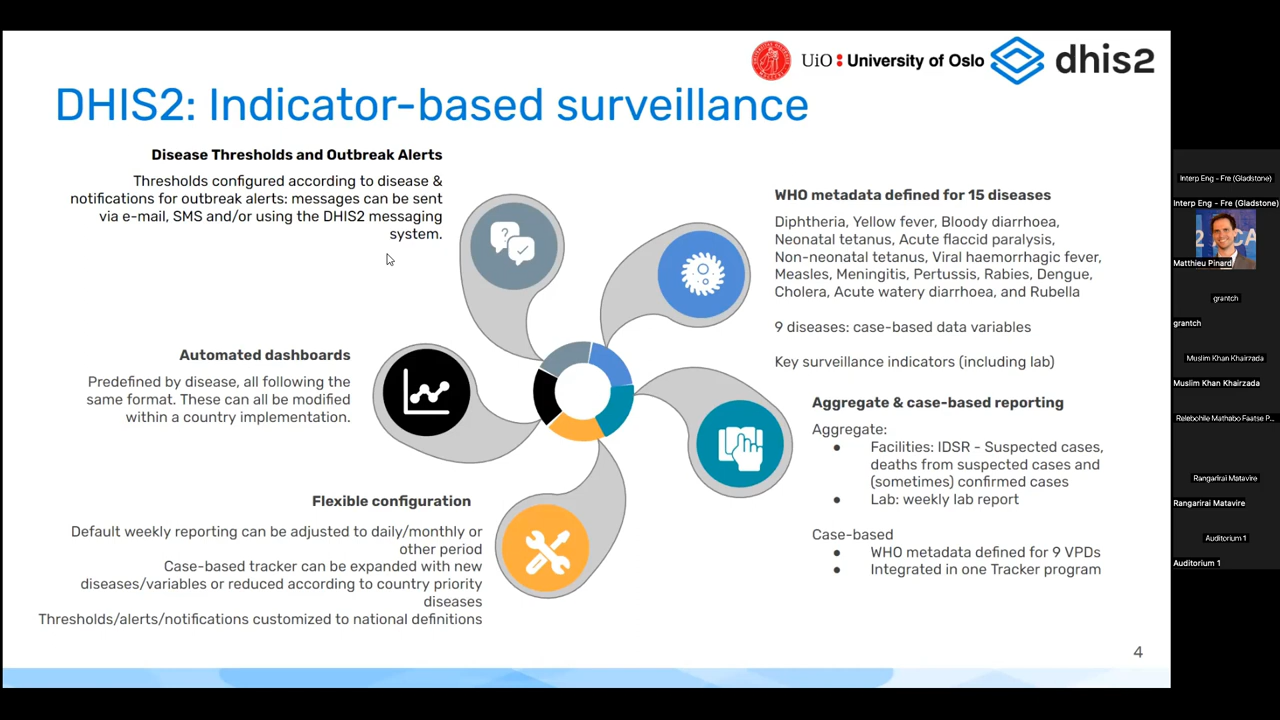 UiO : University of Oslo
dhis2
DHIS2: Indicator-based surveillance
Disease Thresholds and Outbreak Alerts
Thresholds configured according to disease &
notifications for outbreak alerts: messages can be sent
via e-mail, SMS and/or using the DHIS2 messaging
system.
Automated dashboards
Predefined by disease, all following the
same format. These can all be modified
within a country implementation.
Flexible configuration
Default weekly reporting can be adjusted to daily/monthly or
other period
Case-based tracker can be expanded with new
diseases/variables or reduced according to country priority
diseases
Thresholds/alerts/notifications customized to national definitions
WHO metadata defined for 15 diseases
Diphtheria, Yellow fever, Bloody diarrhoea,
Neonatal tetanus, Acute flaccid paralysis,
Non-neonatal tetanus, Viral haemorrhagic fever,
Measles, Meningitis, Pertussis, Rabies, Dengue,
Cholera, Acute watery diarrhoea, and Rubella
9 diseases: case-based data variables
Key surveillance indicators (including lab)
Aggregate & case-based reporting
Aggregate:
● Facilities: IDSR - Suspected cases,
deaths from suspected cases and
(sometimes) confirmed cases
● Lab: weekly lab report
Case-based
● WHO metadata defined for 9 VPDs
● Integrated in one Tracker program
4
Interp Eng - Fre (Gladstone)
Interp Eng - Fre (Gladstone)
Matthieu Pinard
grantch
grantch
Muslim Khan Khairzada
Muslim Khan Khairzada
Relebohile Mathabo Faatse P...
Rangarirai Matavire
Rangarirai Matavire
Auditorium 1
Auditorium 1